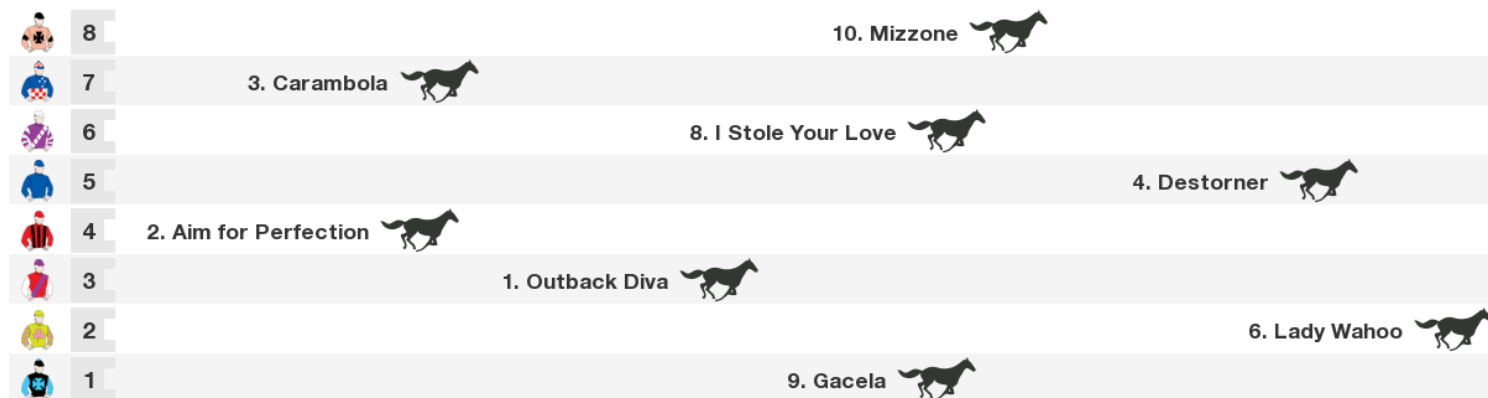 8 10. Mizzone
7 3. Carambola
6 8. I Stole Your Love
5 4. Destorner
4 2. Aim for Perfection
3 1. Outback Diva
2 6. Lady Wahoo
1 9. Gacela